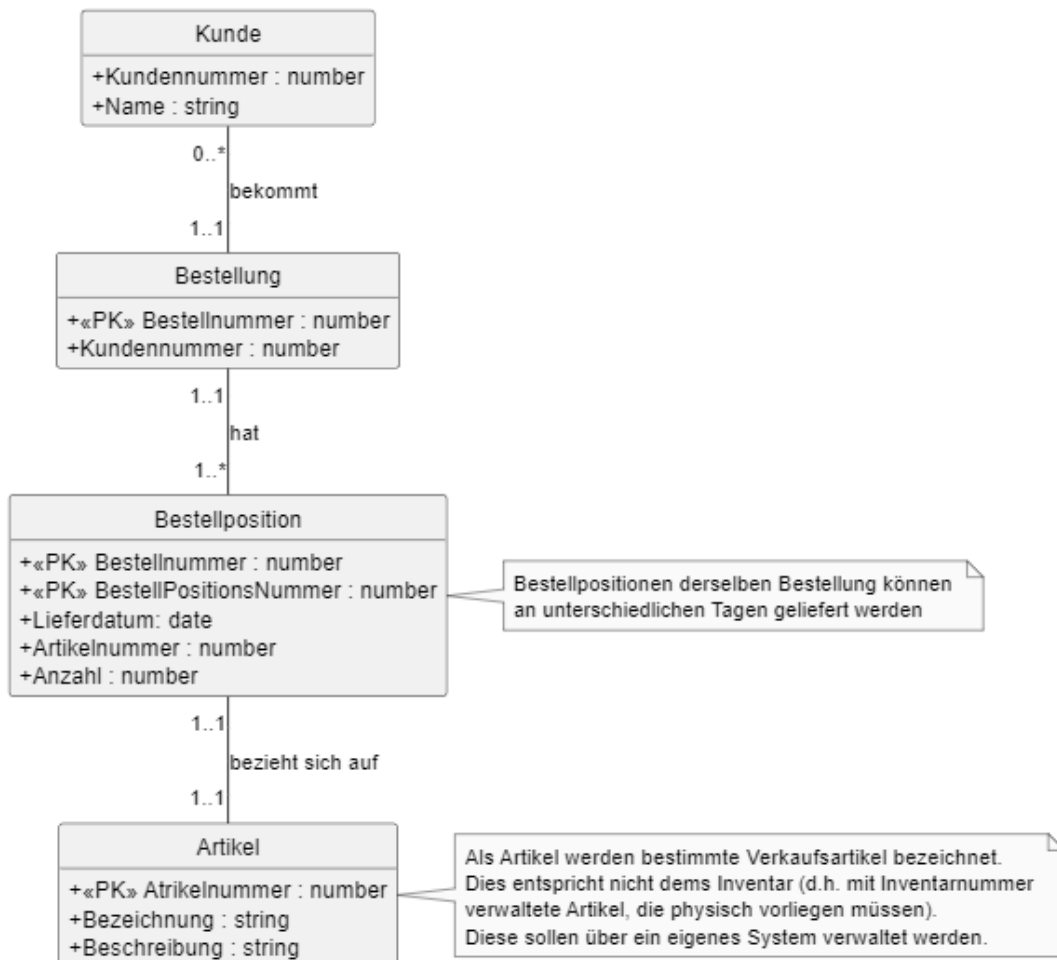 Kunde
+Kundennummer : number
+Name : string
0..*
bekommt
1..1
Bestellung
+«PK» Bestellnummer : number
+Kundennummer : number
1..1
hat
1..*
Bestellposition
+«PK» Bestellnummer : number
+«PK» BestellPositionsNummer : number
+Lieferdatum: date
+Artikelnummer : number
+Anzahl : number
Bestellpositionen derselben Bestellung können
an unterschiedlichen Tagen geliefert werden
1..1
bezieht sich auf
1..1
Artikel
+«PK» Atrikelnummer : number
+Bezeichnung : string
+Beschreibung : string
Als Artikel werden bestimmte Verkaufsartikel bezeichnet.
Dies entspricht nicht dems Inventar (d.h. mit Inventarnummer
verwaltete Artikel, die physisch vorliegen müssen).
Diese sollen über ein eigenes System verwaltet werden.